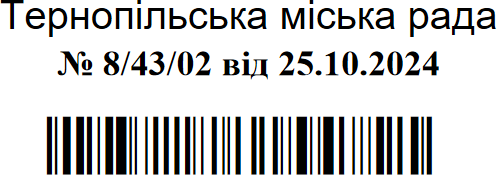 Тернопільська міська рада
№ 8/43/02 від 25.10.2024